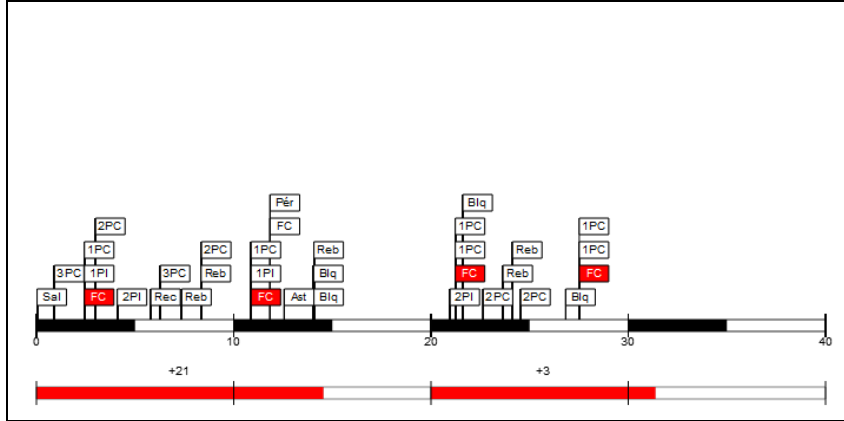 Pér Blq
2PC FC 1PC 1PC
1PC 2PC 1PC Reb 1PC Reb 1PC
3PC 1PI 3PC Reb 1PI Blq FC Reb FC
Sal FC 2PI Rec Reb FC Ast Blq 2PI 2PC 2PC Blq
0 10 20 30 40
+21 +3